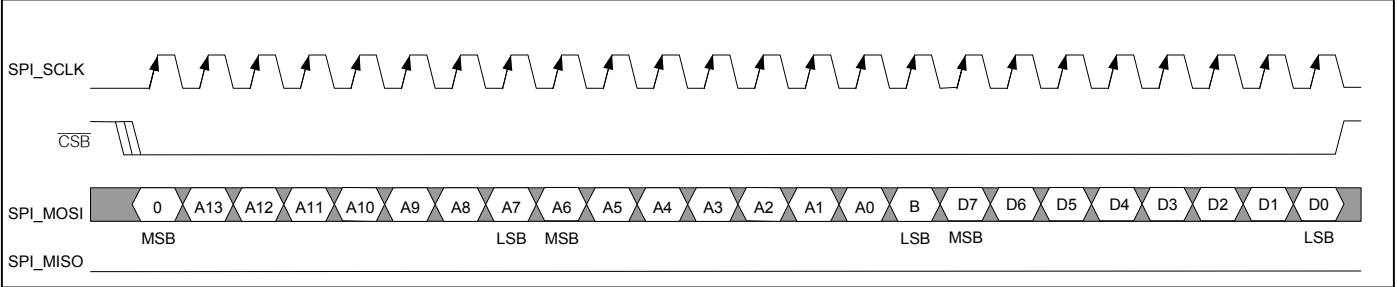 SPI_SCLK
CSB
SPI_MOSI 0 A13 A12 A11 A10 A9 A8 A7 A6 A5 A4 A3 A2 A1 A0 B D7 D6 D5 D4 D3 D2 D1 D0
MSB LSB MSB LSB MSB LSB
SPI_MISO